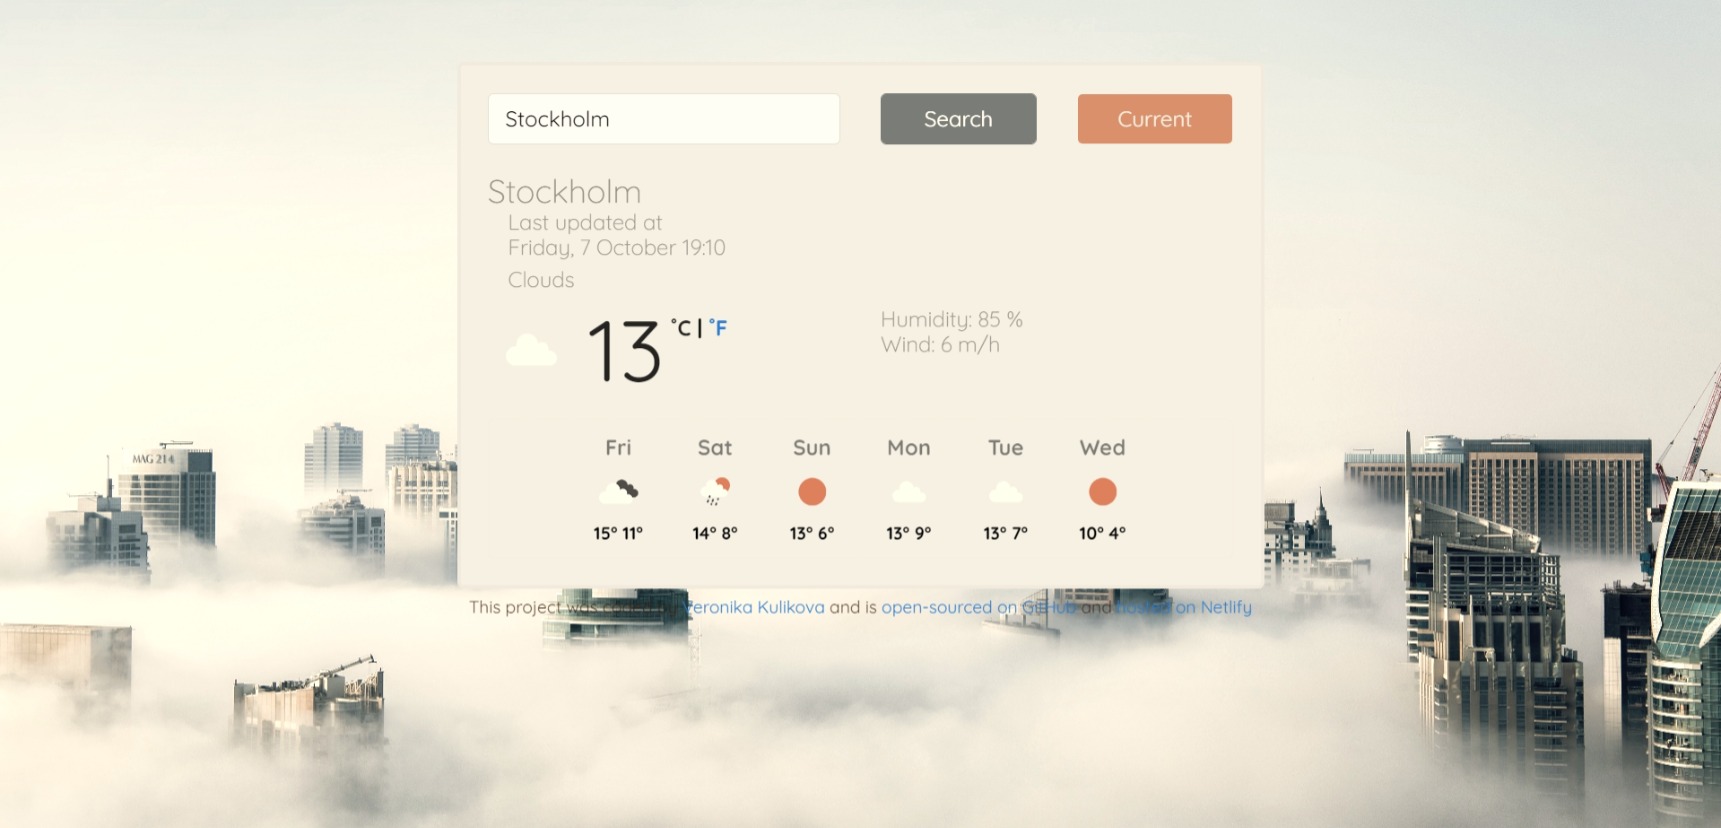 Stockholm
Search
Current
Stockholm
Last updated at
Friday, 7 October 19:10
Clouds
13 °C | °F
Humidity: 85 %
Wind: 6 m/h
Fri Sat Sun Mon Tue Wed
15° 11° 14° 8° 13° 6° 13° 9° 13° 7° 10° 4°
MAG 214
This project was coded by Veronika Kulikova and is open-sourced on GitHub and hosted on Netlify